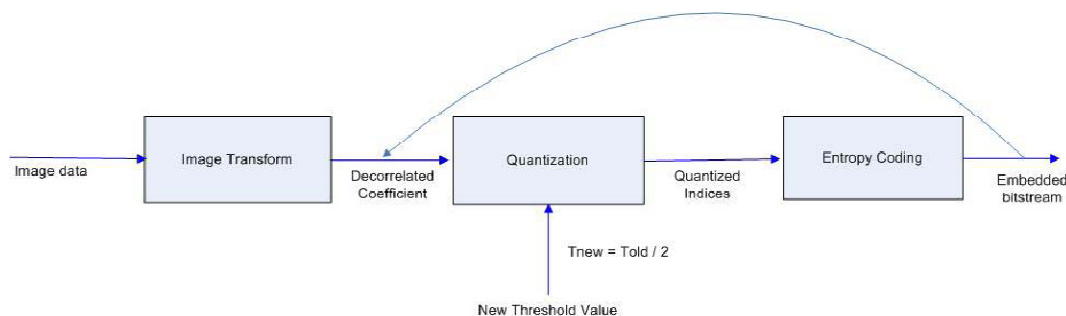 Image data
Image Transform
Decorrelated
Coefficient
Quantization
Quantized
Indices
Entropy Coding
Embedded
bitstream
Tnew = Told / 2
New Threshold Value